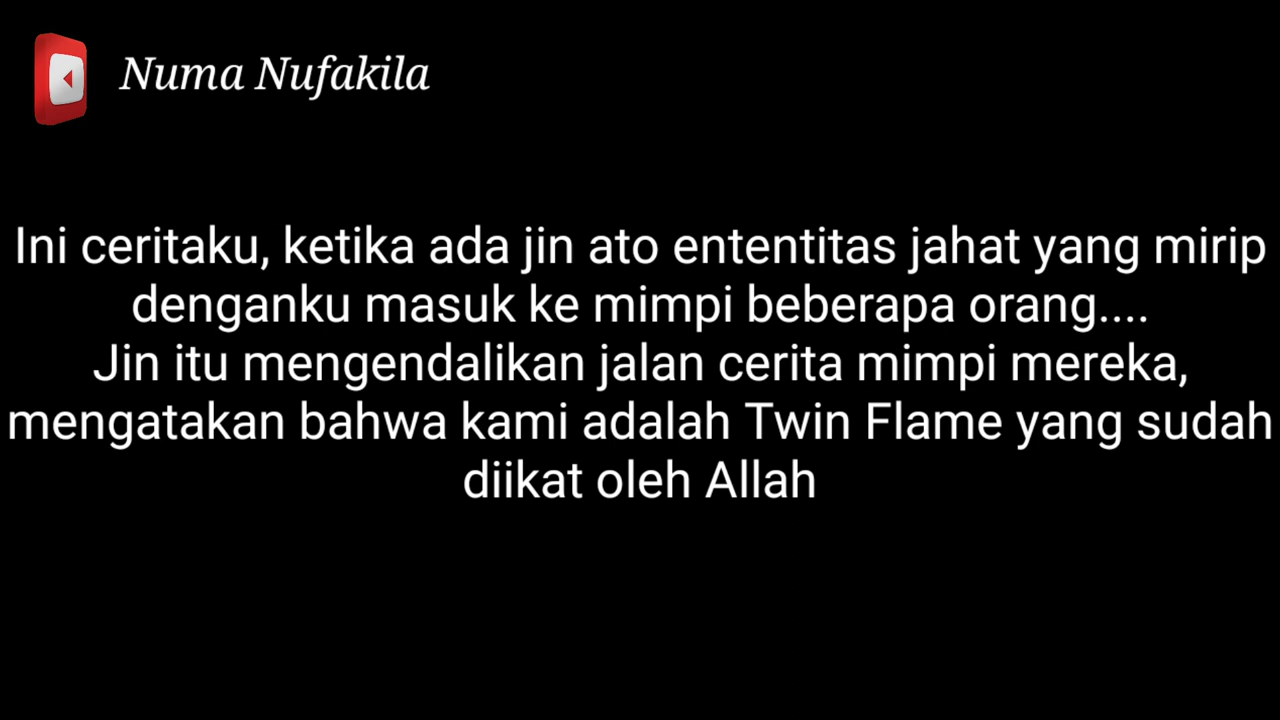 Numa Nufakila
Ini ceritaku, ketika ada jin ato ententitas jahat yang mirip
denganku masuk ke mimpi beberapa orang....
Jin itu mengendalikan jalan cerita mimpi mereka,
mengatakan bahwa kami adalah Twin Flame yang sudah
diikat oleh Allah